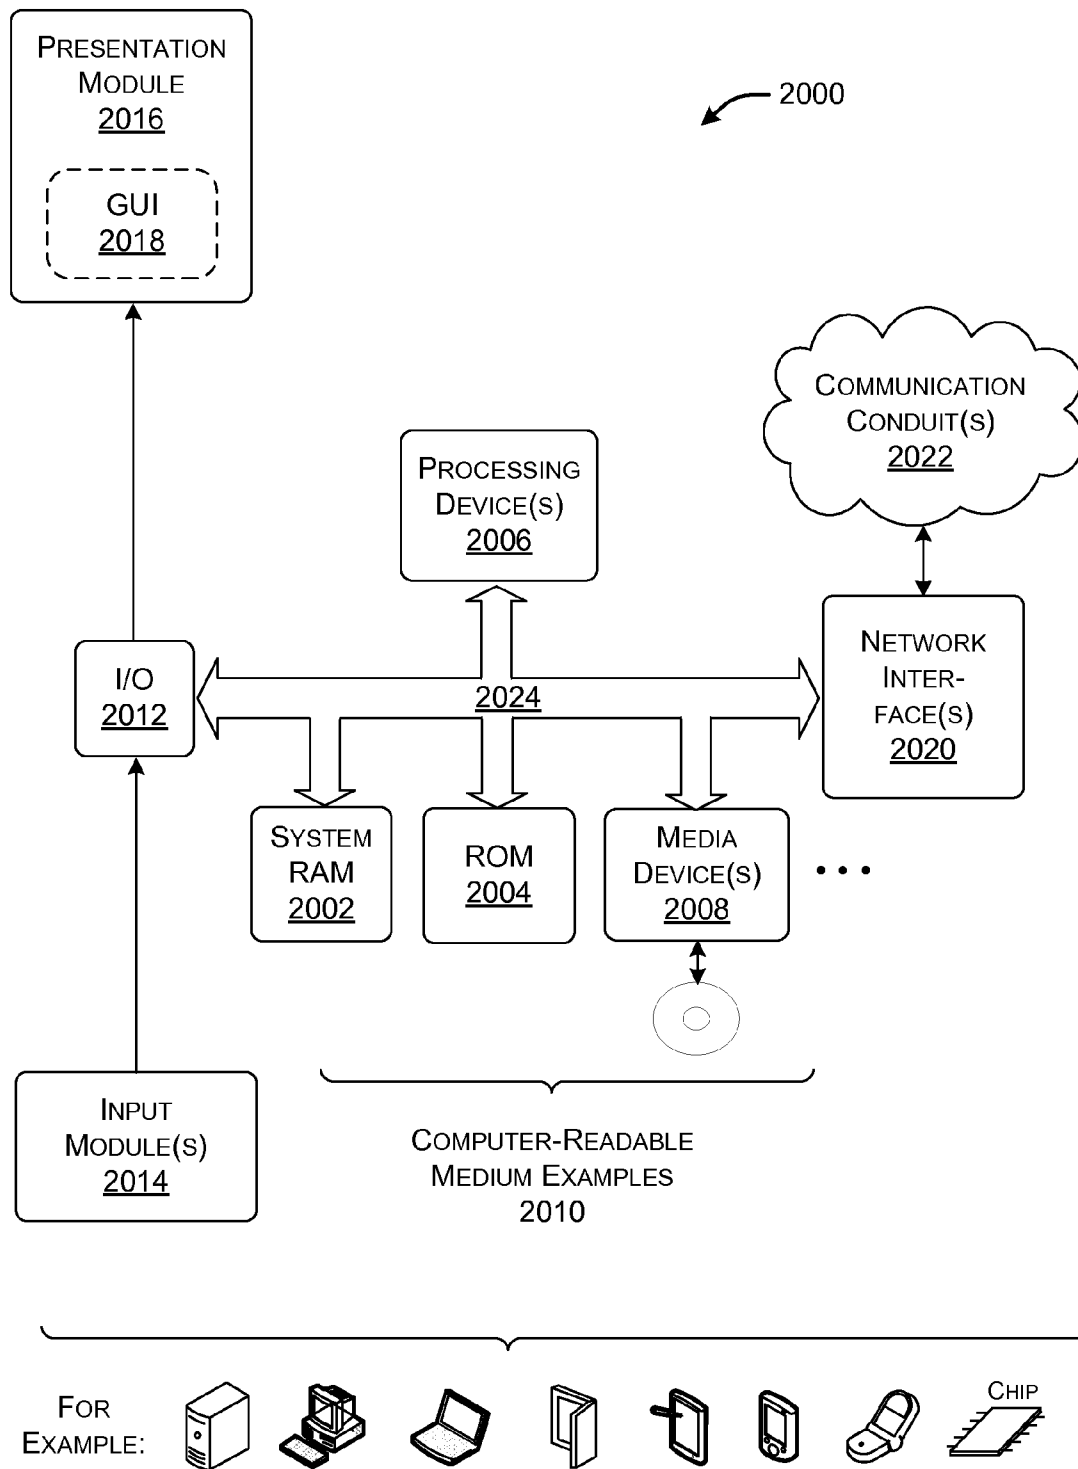 PRESENTATION
MODULE
2016
GUI
2018
2000
COMMUNICATION
CONDUIT(S)
2022
PROCESSING
DEVICE(S)
2006
I/O
2012
2024
NETWORK
INTER-
FACE(S)
2020
SYSTEM
RAM
2002
ROM
2004
MEDIA
DEVICE(S)
2008
INPUT
MODULE(S)
2014
COMPUTER-READABLE
MEDIUM EXAMPLES
2010
FOR
EXAMPLE:
CHIP